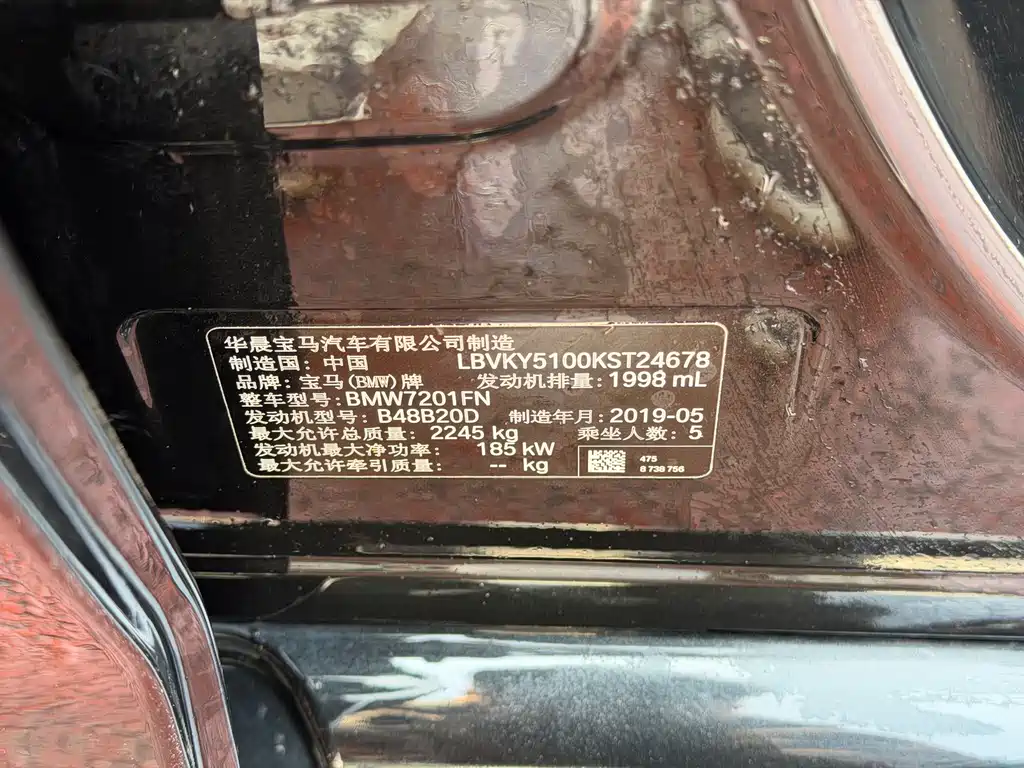 华晨宝马汽车有限公司制造
制造国: 中国 LBVKY5100KST24678
品牌: 宝马(BMW)牌 发动机排量: 1998 mL
整车型号: BMW7201FN
发动机型号: B48B20D 制造年月: 2019-05
最大允许总质量: 2245 kg 乘坐人数: 5
发动机最大净功率: 185 kW
最大允许牵引质量: -- kg
475
8 738 756